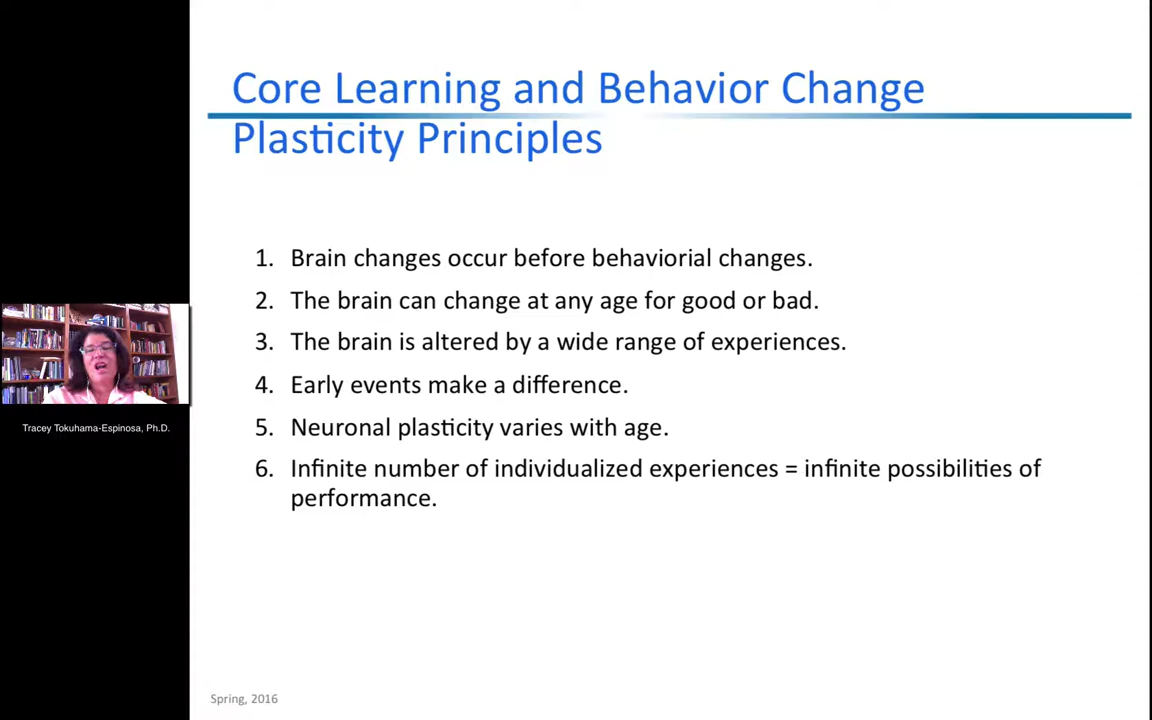 Core Learning and Behavior Change
Plasticity Principles
1. Brain changes occur before behaviorial changes.
2. The brain can change at any age for good or bad.
3. The brain is altered by a wide range of experiences.
4. Early events make a difference.
5. Neuronal plasticity varies with age.
6. Infinite number of individualized experiences = infinite possibilities of
performance.
Tracey Tokuhama-Espinosa, Ph.D.
Spring, 2016